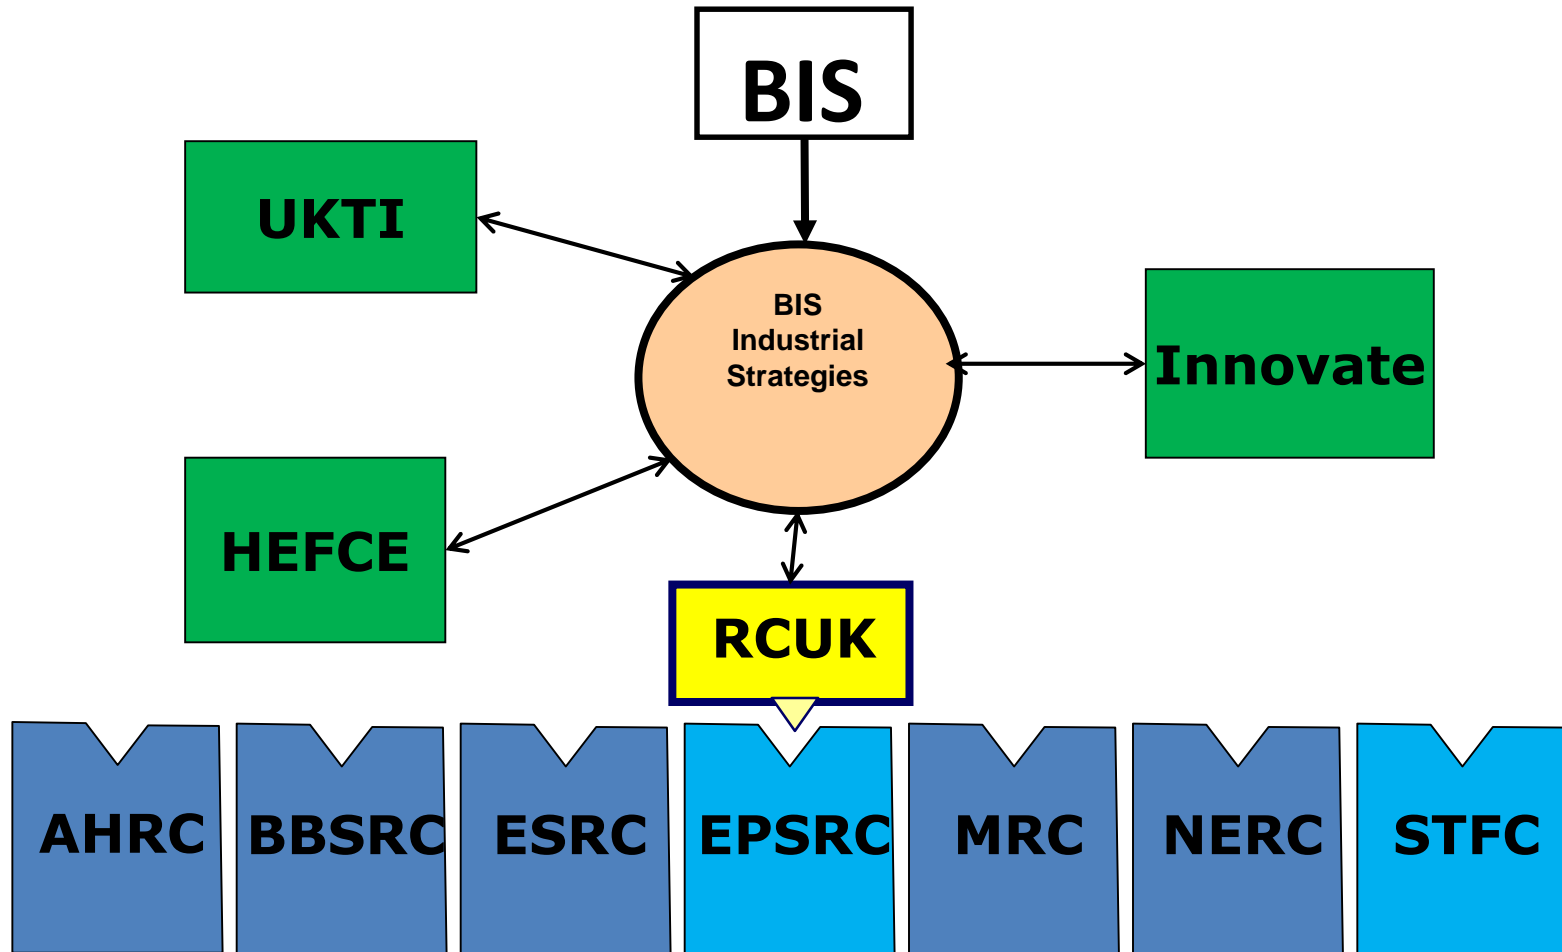 BIS
UKTI
BIS
Industrial
Strategies
Innovate
HEFCE
RCUK
AHRC
BBSRC
ESRC
EPSRC
MRC
NERC
STFC